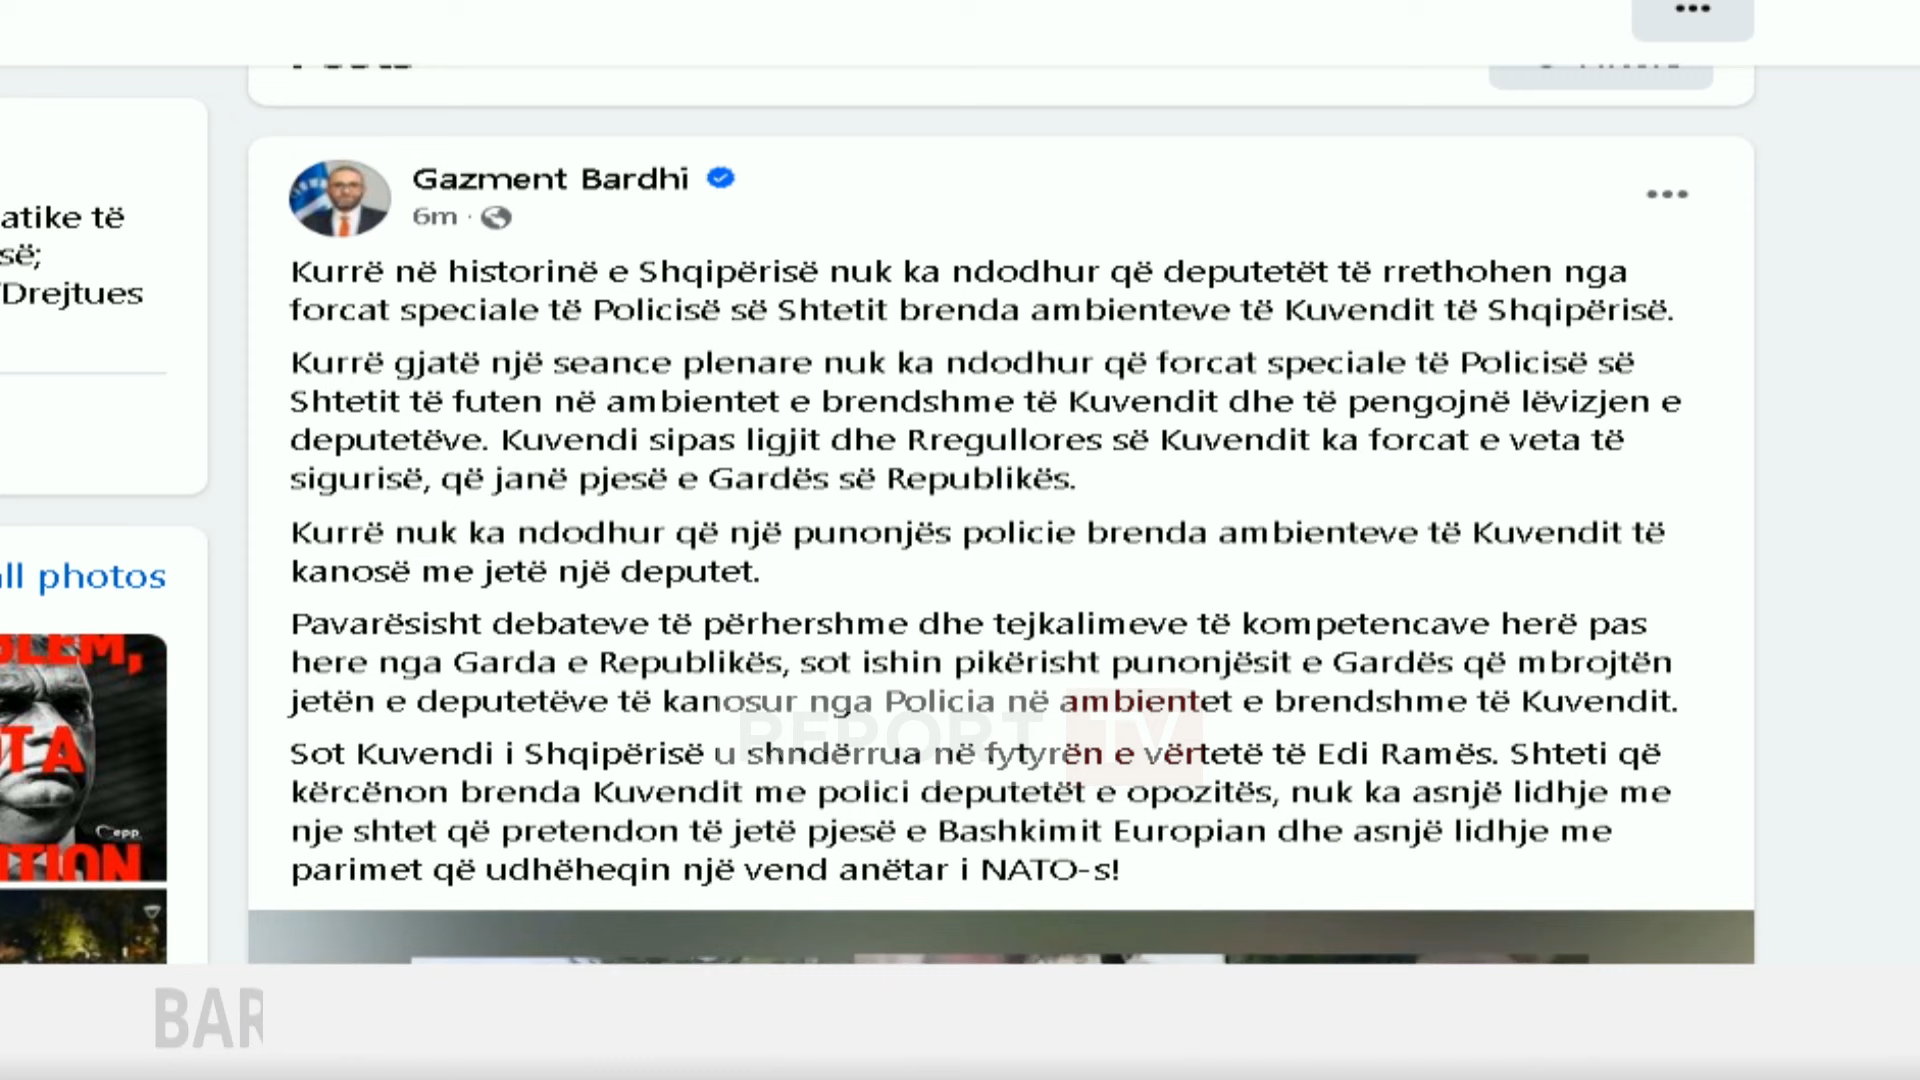 Gazment Bardhi
6m
Kurrë në historinë e Shqipërisë nuk ka ndodhur që deputetët të rrethohen nga
forcat speciale të Policisë së Shtetit brenda ambienteve të Kuvendit të Shqipërisë.
Kurrë gjatë një seance plenare nuk ka ndodhur që forcat speciale të Policisë së
Shtetit të futen në ambientet e brendshme të Kuvendit dhe të pengojnë lëvizjen e
deputetëve. Kuvendi sipas ligjit dhe Rregullores së Kuvendit ka forcat e veta të
sigurisë, që janë pjesë e Gardës së Republikës.
Kurrë nuk ka ndodhur që një punonjës policie brenda ambienteve të Kuvendit të
kanosë me jetë një deputet.
Pavarësisht debateve të përhershme dhe tejkalimeve të kompetencave herë pas
here nga Garda e Republikës, sot ishin pikërisht punonjësit e Gardës që mbrojtën
jetën e deputetëve të kanosur nga Policia në ambientet e brendshme të Kuvendit.
Sot Kuvendi i Shqipërisë u shndërrua në fytyrën e vërtetë të Edi Ramës. Shteti që
kërcënon brenda Kuvendit me polici deputetët e opozitës, nuk ka asnjë lidhje me
nje shtet që pretendon të jetë pjesë e Bashkimit Europian dhe asnjë lidhje me
parimet që udhëheqin një vend anëtar i NATO-s!
REPORT TV
atike të
së;
Drejtues
ll photos
LEM,
TA
epp
TION
BAR